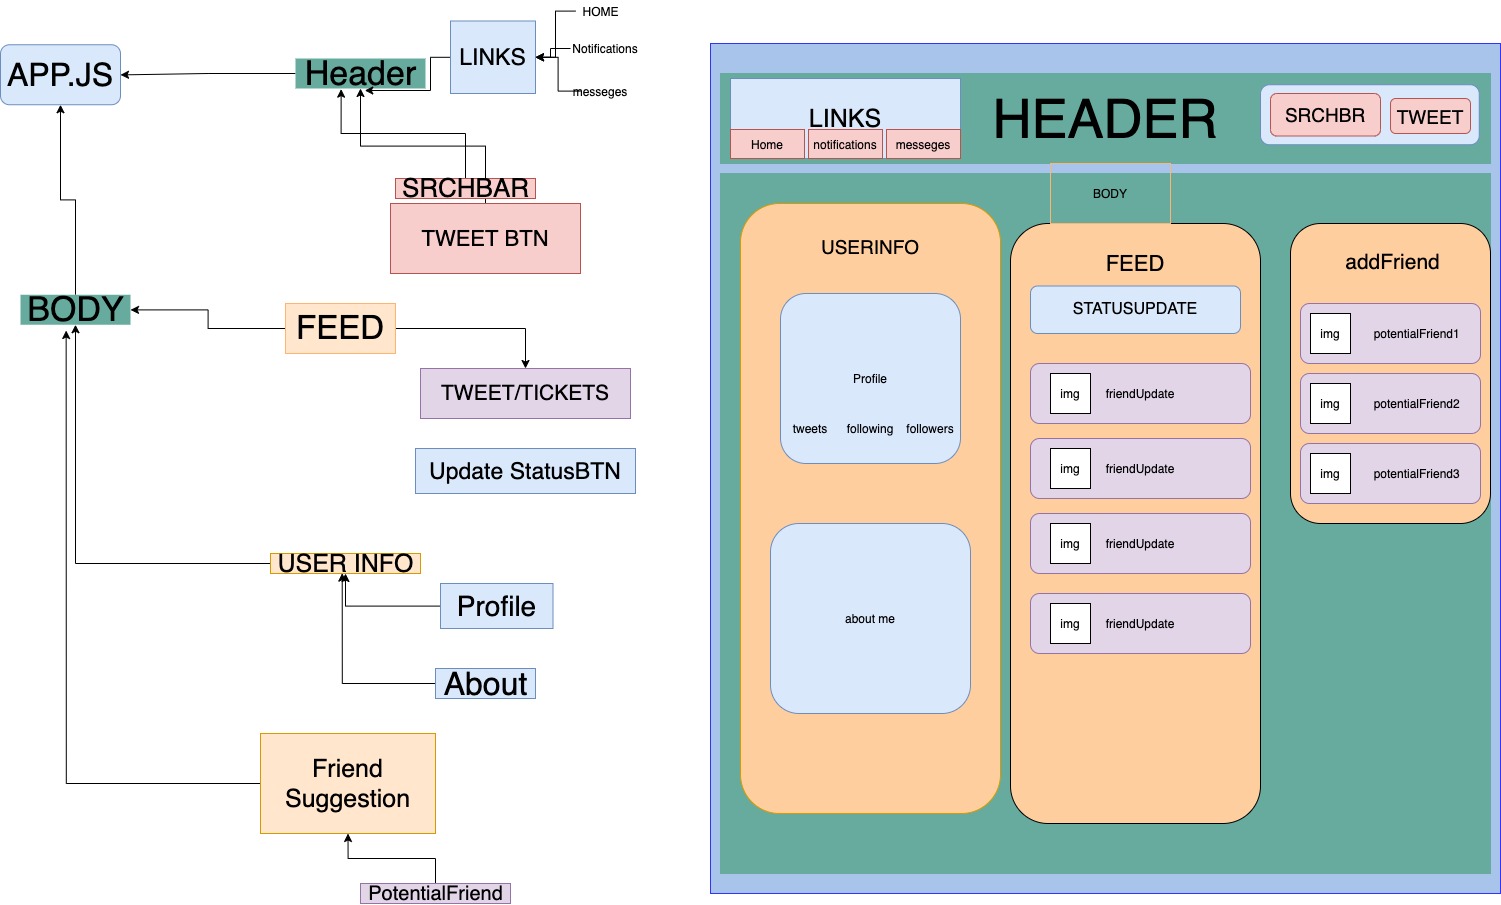 HOME
LINKS
Notifications
messeges
APP.JS
Header
SRCHBAR
TWEET BTN
BODY
FEED
TWEET/TICKETS
Update StatusBTN
USER INFO
Profile
About
Friend
Suggestion
PotentialFriend
LINKS
Home
notifications
messeges
HEADER
SRCHBR
TWEET
BODY
USERINFO
Profile
tweets
following
followers
about me
FEED
STATUSUPDATE
img
friendUpdate
img
friendUpdate
img
friendUpdate
img
friendUpdate
addFriend
img
potentialFriend1
img
potentialFriend2
img
potentialFriend3